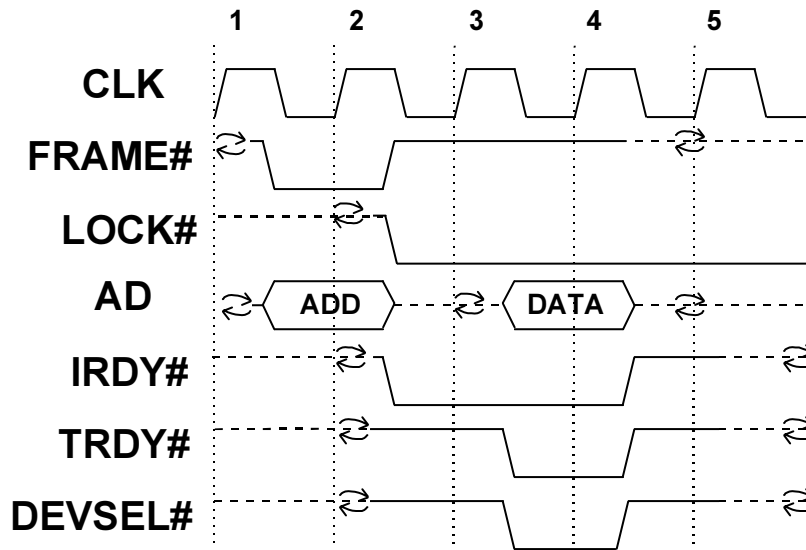 1 2 3 4 5
CLK
FRAME#
LOCK#
AD ADD DATA
IRDY#
TRDY#
DEVSEL#